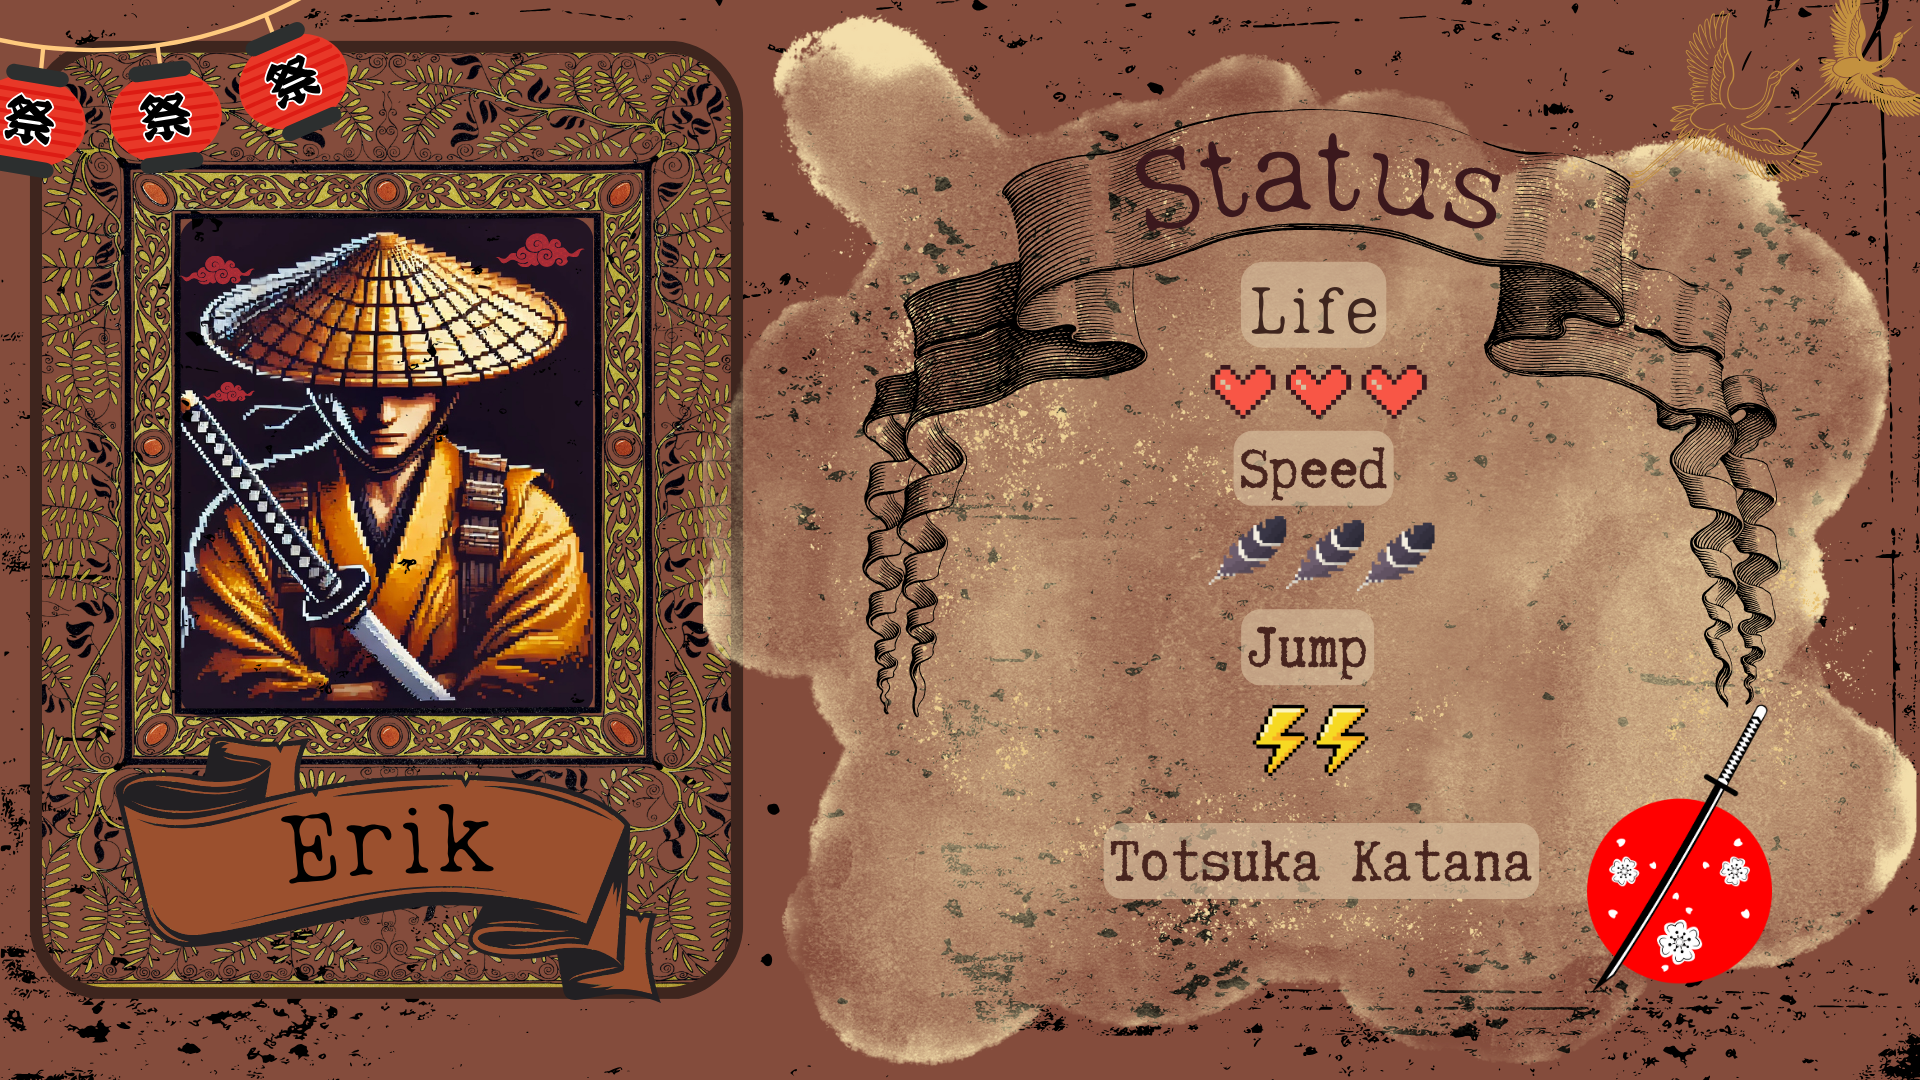 祭
祭
祭
Erik
Status
Life
Speed
Jump
Totsuka Katana